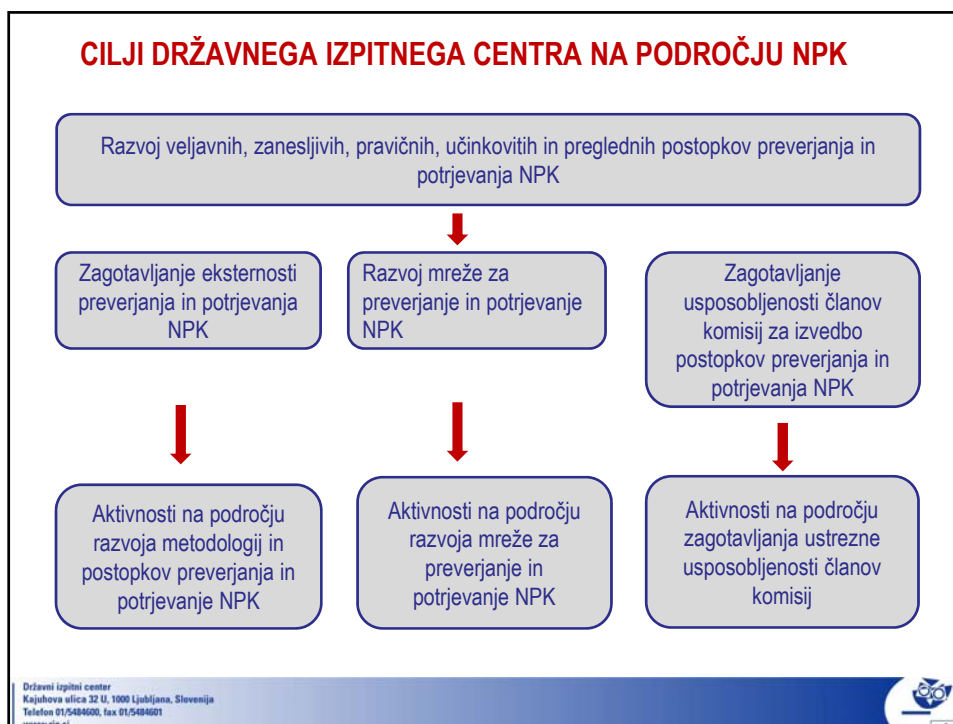 CILJI DRŽAVNEGA IZPITNEGA CENTRA NA PODROČJU NPK
Razvoj veljavnih, zanesljivih, pravičnih, učinkovitih in preglednih postopkov preverjanja in
potrjevanja NPK
Zagotavljanje eksternosti
preverjanja in potrjevanja
NPK
Razvoj mreže za
preverjanje in potrjevanje
NPK
Zagotavljanje
usposobljenosti članov
komisij za izvedbo
postopkov preverjanja in
potrjevanja NPK
Aktivnosti na področju
razvoja metodologij in
postopkov preverjanja in
potrjevanje NPK
Aktivnosti na področju
razvoja mreže za
preverjanje in
potrjevanje NPK
Aktivnosti na področju
zagotavljanja ustrezne
usposobljenosti članov
komisij
Državni izpitni center
Kajuhova ulica 32 U, 1000 Ljubljana, Slovenija
Telefon 01/5484600, fax 01/5484601